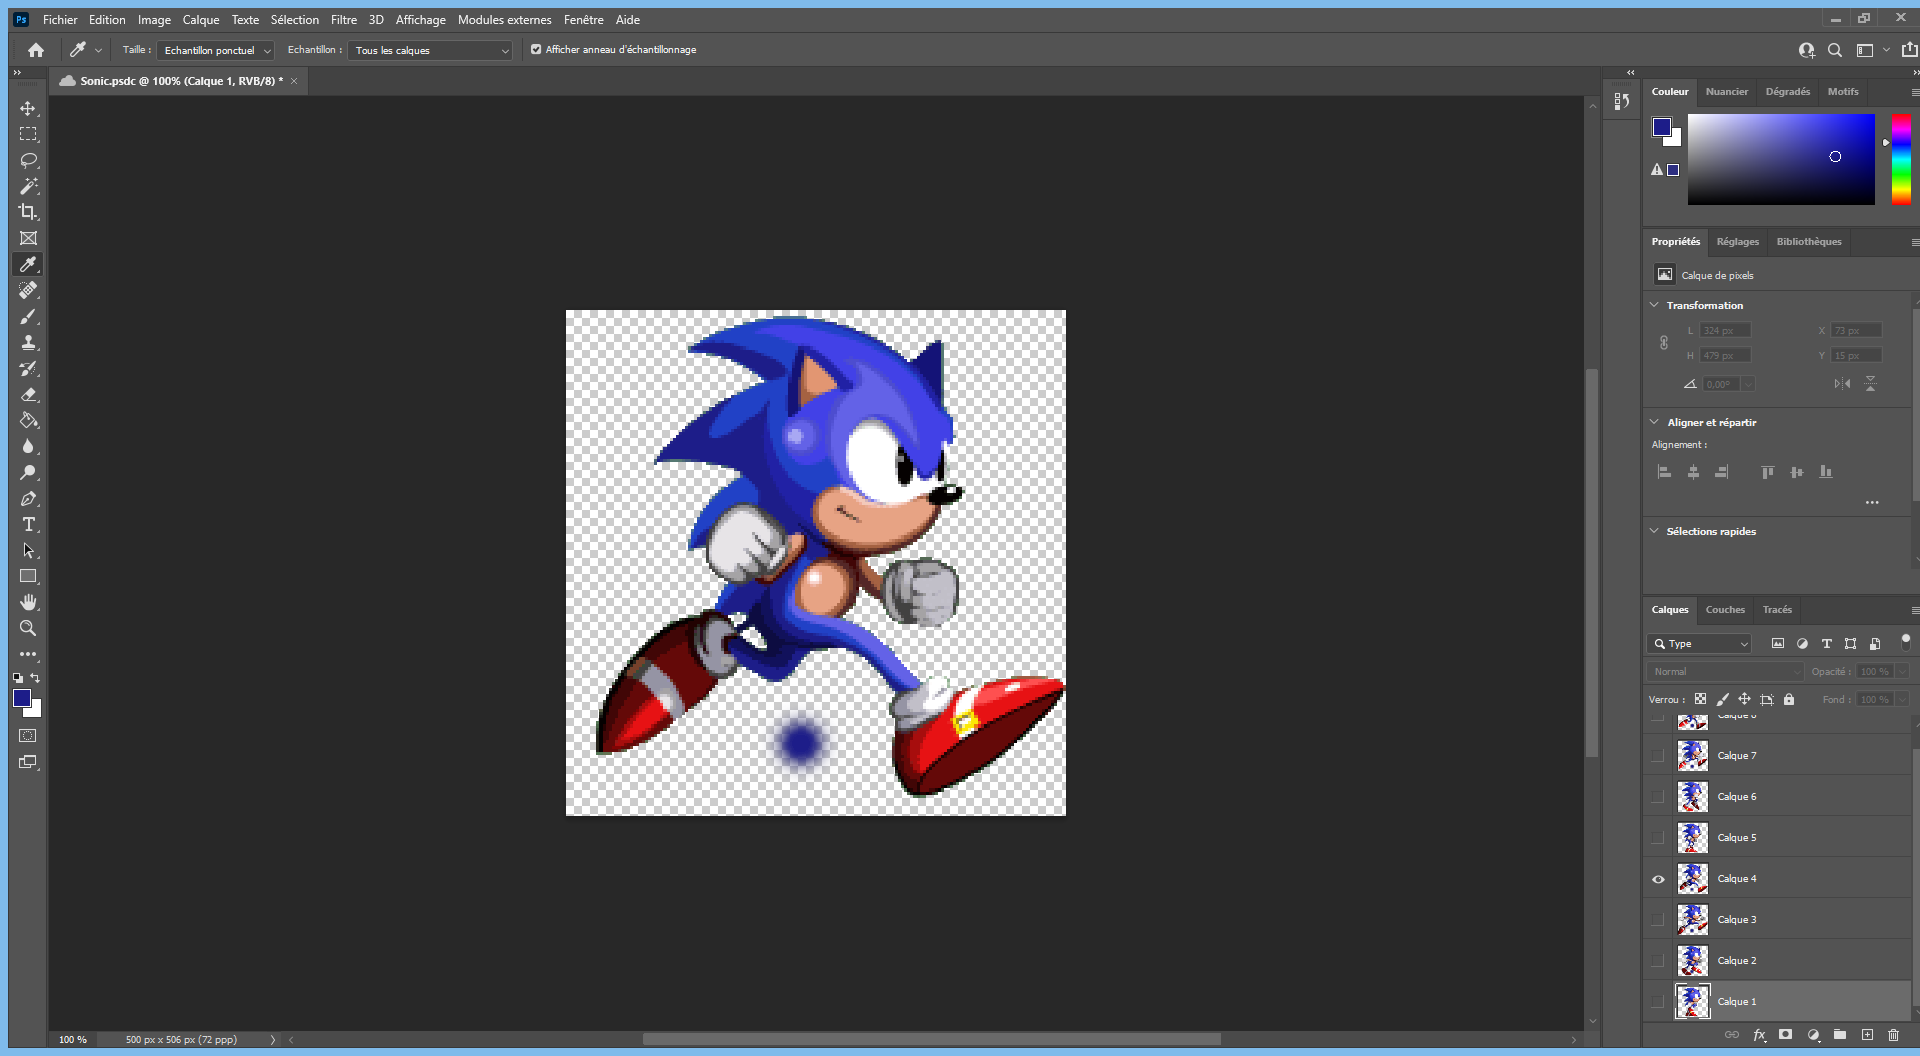 Ps Fichier Edition Image Calque Texte Sélection Filtre 3D Affichage Modules externes Fenêtre Aide
Taille : Echantillon ponctuel Echantillon : Tous les calques Afficher anneau d'échantillonnage
Sonic.psdc @ 100% (Calque 1, RVB/8) *
Couleur Nuancier Dégradés Motifs
Propriétés Réglages Bibliothèques
Calque de pixels
Transformation
L 324 px X 73 px
H 479 px Y 15 px
0,00°
Aligner et répartir
Alignement :
Sélections rapides
Calques Couches Tracés
Type
Normal Opacité : 100 %
Verrou : Fond : 100 %
Calque 7
Calque 6
Calque 5
Calque 4
Calque 3
Calque 2
Calque 1
fx
100 % 500 px x 506 px (72 ppp)